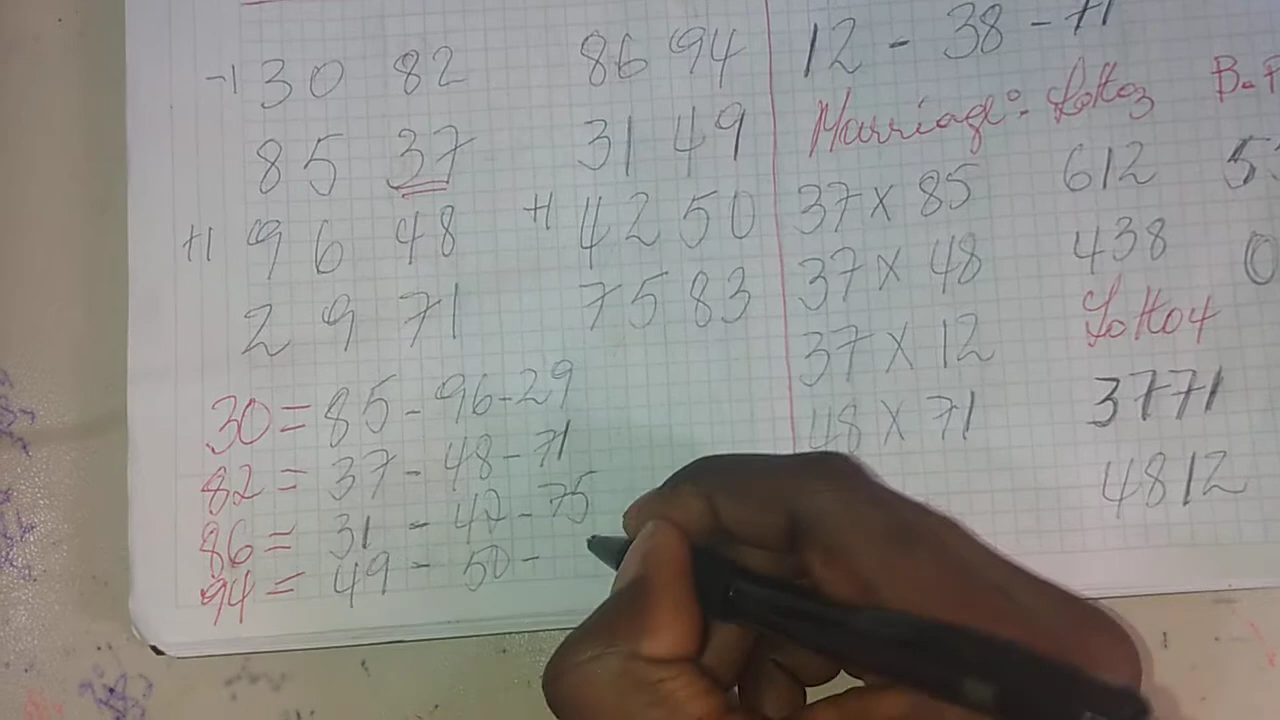 -1 30 82 86 94
85 37 31 49
+1 96 48 +1 42 50
29 71 75 83
30 = 85 - 96 - 29
82 = 37 - 48 - 71
86 = 31 - 42 - 75
94 = 49 - 50 -
12 - 38 - 71
Marriage: Lotto3
37 X 85 612
37 X 48 438
37 X 12 Lotto4
48 X 71 3771
4812